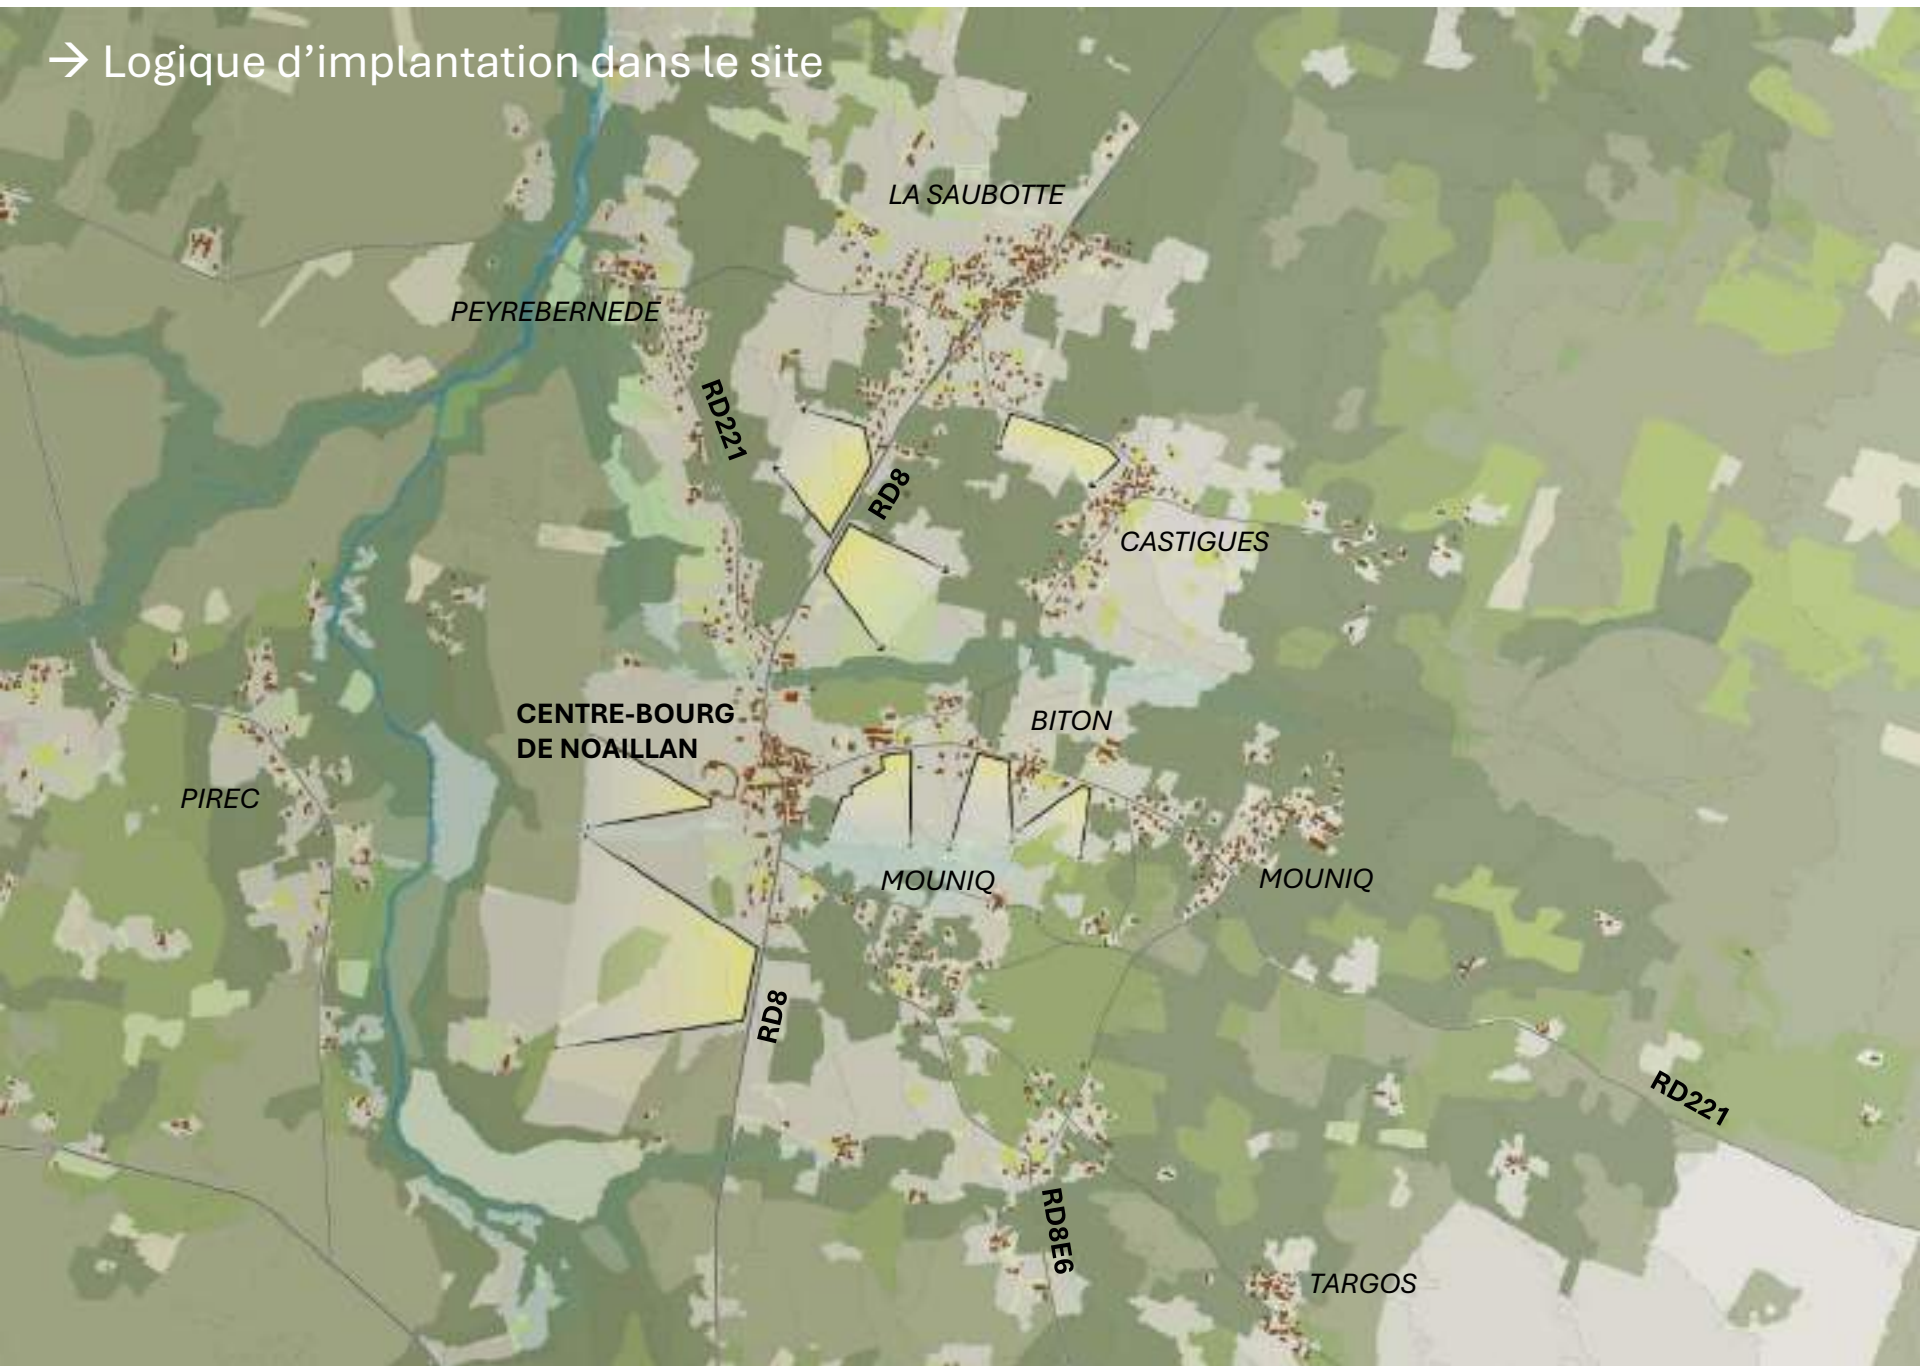 → Logique d’implantation dans le site
LA SAUBOTTE
PEYREBERNEDE
RD221
RD8
CASTIGUES
CENTRE-BOURG
DE NOAILLAN
BITON
PIREC
MOUNIQ
MOUNIQ
RD8
RD221
RD8E6
TARGOS